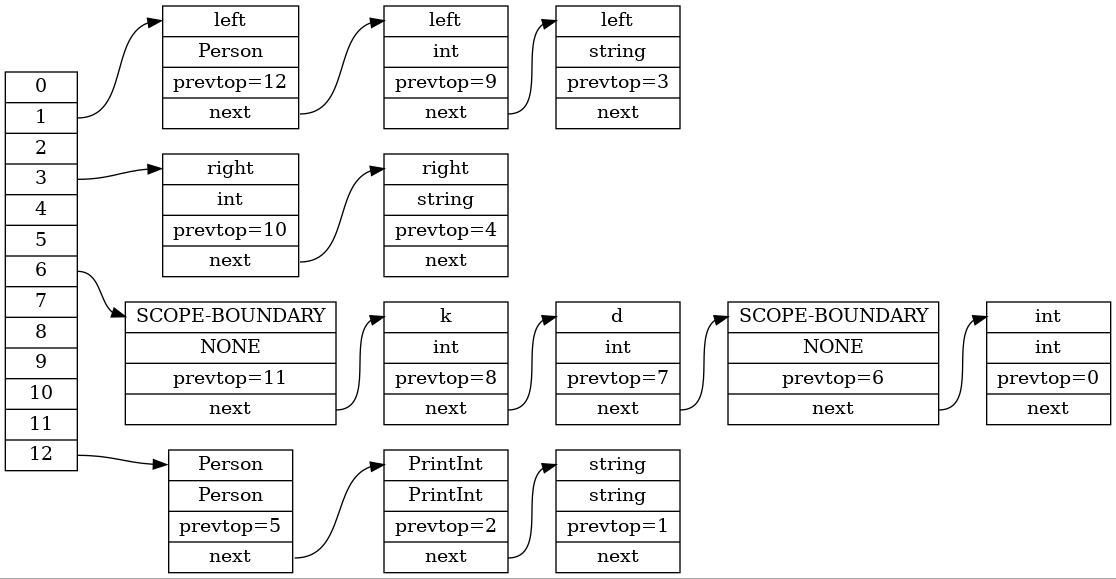 0
1
2
3
4
5
6
7
8
9
10
11
12
left
Person
prevtop=12
next
left
int
prevtop=9
next
left
string
prevtop=3
next
right
int
prevtop=10
next
right
string
prevtop=4
next
SCOPE-BOUNDARY
NONE
prevtop=11
next
k
int
prevtop=8
next
d
int
prevtop=7
next
SCOPE-BOUNDARY
NONE
prevtop=6
next
int
int
prevtop=0
next
Person
Person
prevtop=5
next
PrintInt
PrintInt
prevtop=2
next
string
string
prevtop=1
next